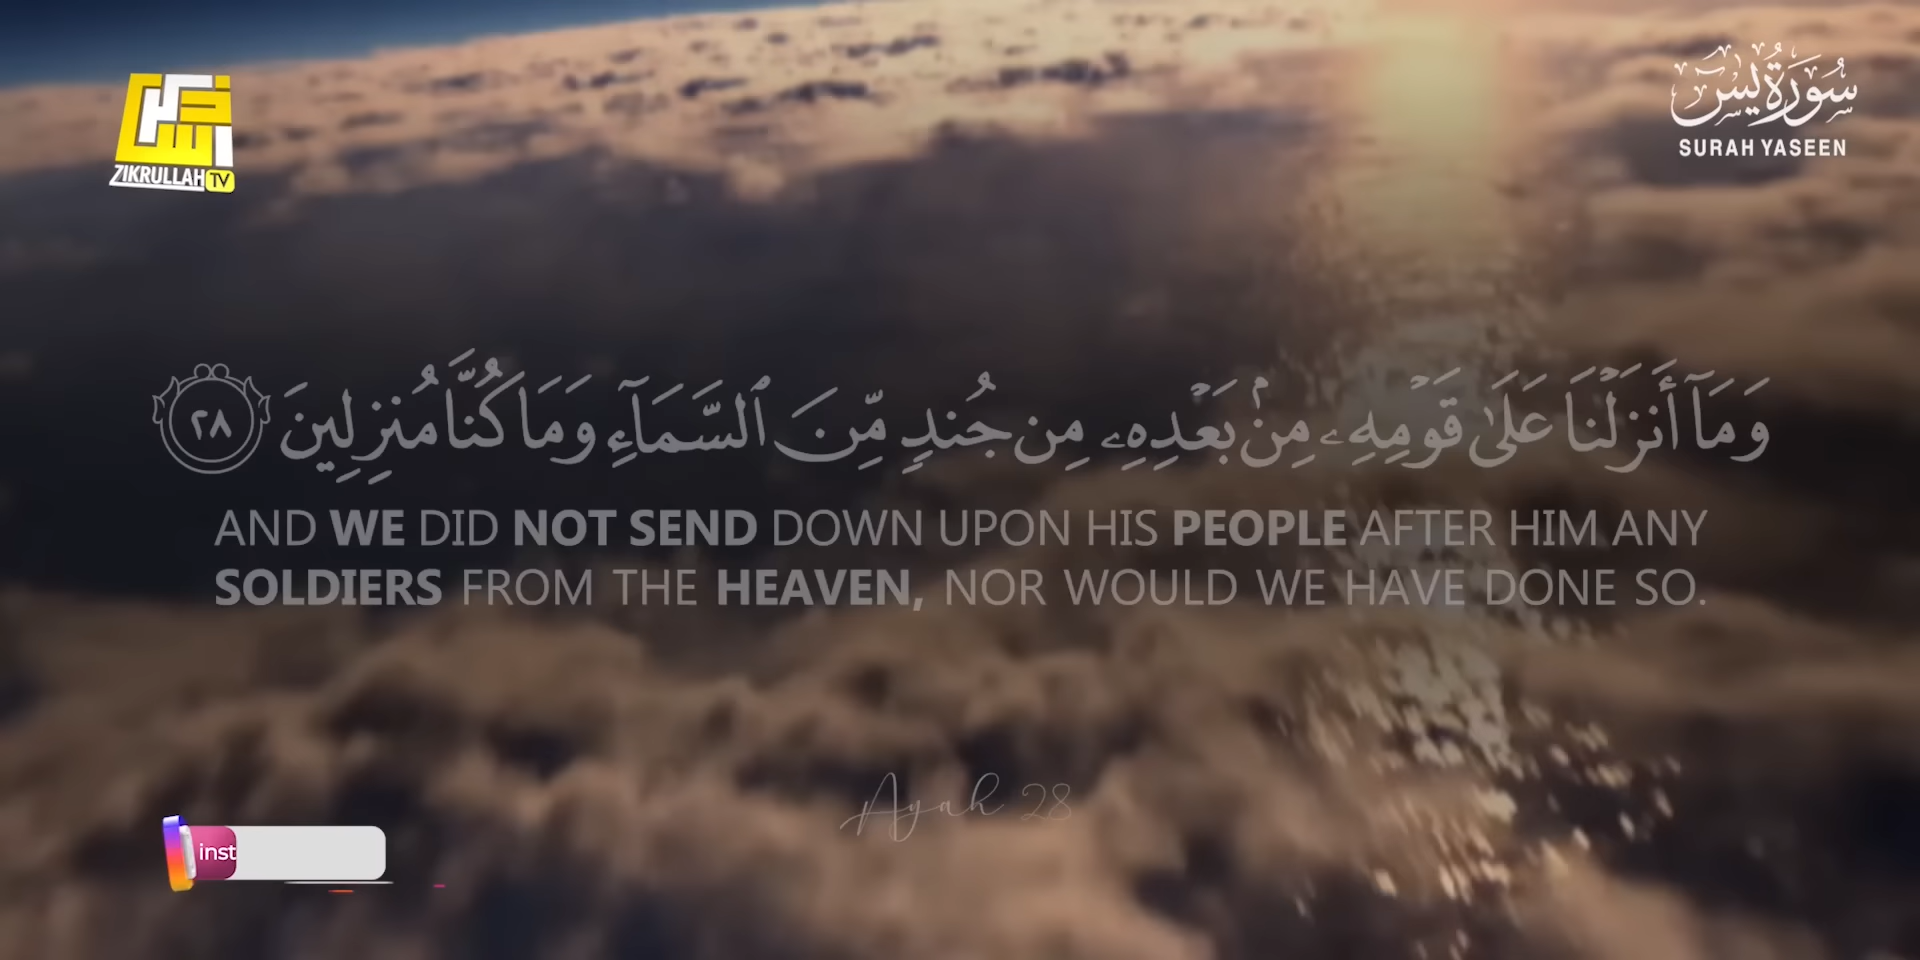 ذكر الله
ZIKRULLAH TV
سُورَةُ يس
SURAH YASEEN
وَمَآ أَنزَلْنَا عَلَىٰ قَوْمِهِۦ مِنۢ بَعْدِهِۦ مِن جُندٍ مِّنَ ٱلسَّمَآءِ وَمَا كُنَّا مُنزِلِينَ ٢٨
AND WE DID NOT SEND DOWN UPON HIS PEOPLE AFTER HIM ANY
SOLDIERS FROM THE HEAVEN, NOR WOULD WE HAVE DONE SO.
Ayah 28
inst